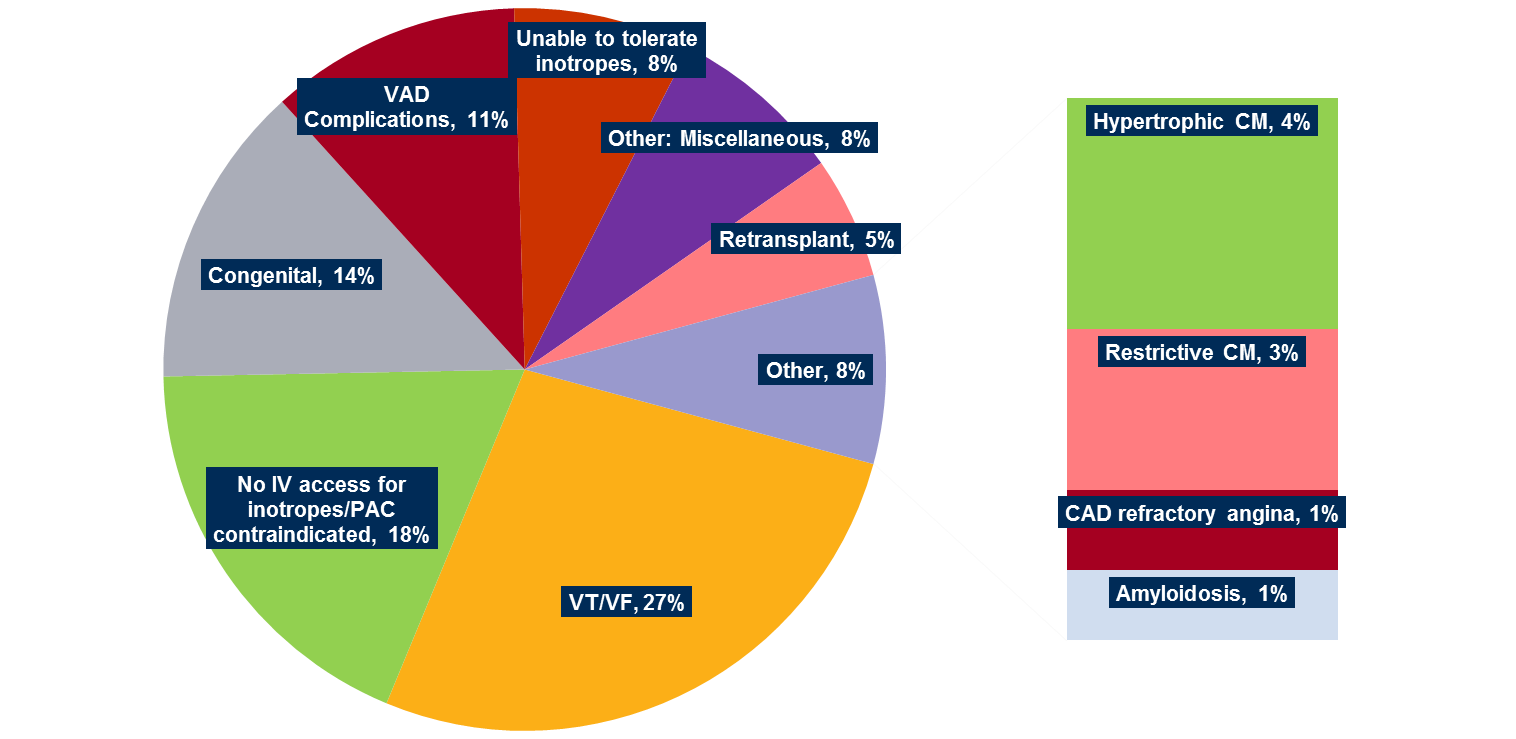 Unable to tolerate
inotropes, 8%
VAD
Complications, 11%
Other: Miscellaneous, 8%
Retransplant, 5%
Congenital, 14%
Other, 8%
No IV access for
inotropes/PAC
contraindicated, 18%
VT/VF, 27%
Hypertrophic CM, 4%
Restrictive CM, 3%
CAD refractory angina, 1%
Amyloidosis, 1%